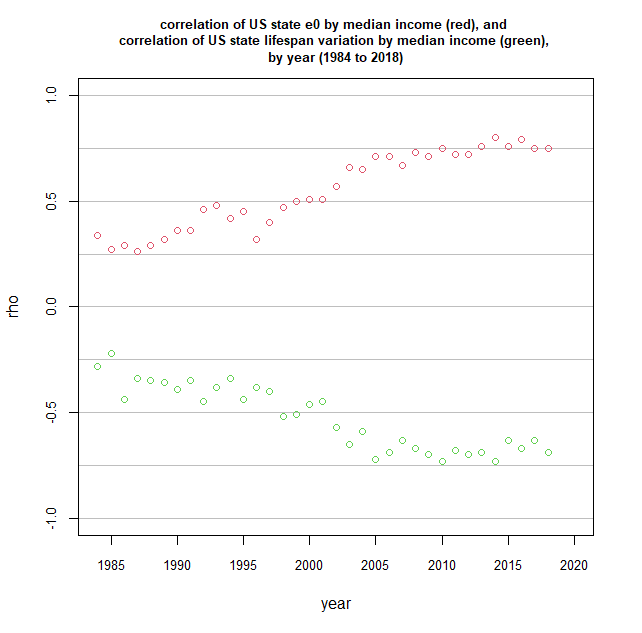 correlation of US state e0 by median income (red), and
correlation of US state lifespan variation by median income (green),
by year (1984 to 2018)
1.0
0.5
0.0
-0.5
-1.0
rho
1985 1990 1995 2000 2005 2010 2015 2020
year